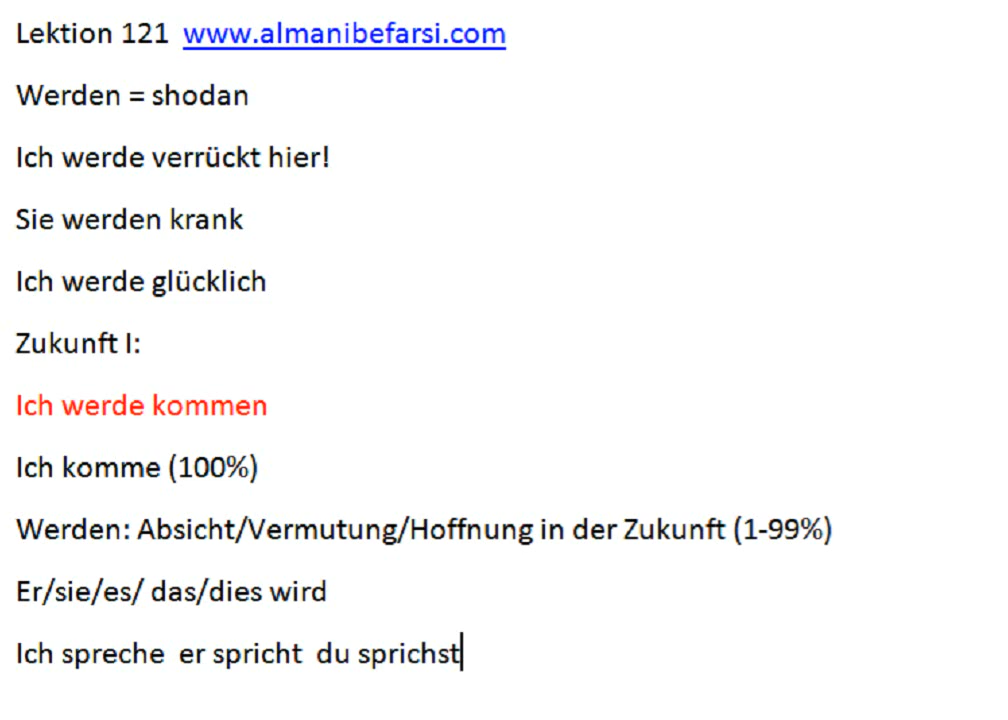 Lektion 121 www.almanibefarsi.com
Werden = shodan
Ich werde verrückt hier!
Sie werden krank
Ich werde glücklich
Zukunft I:
Ich werde kommen
Ich komme (100%)
Werden: Absicht/Vermutung/Hoffnung in der Zukunft (1-99%)
Er/sie/es/ das/dies wird
Ich spreche er spricht du sprichst